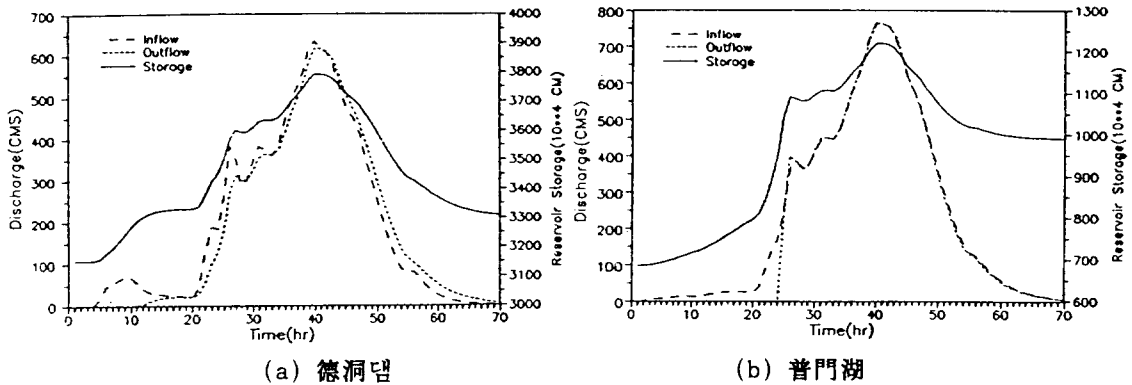 700
600
500
400
300
200
100
0
Discharge(CMS)
Inflow
Outflow
Storage
4000
3900
3800
3700
3600
3500
3400
3300
3200
3100
3000
Reservoir Storage(10**4 CM)
0 10 20 30 40 50 60 70
Time(hr)
(a) 德洞댐
800
700
600
500
400
300
200
100
0
Discharge(CMS)
Inflow
Outflow
Storage
1300
1200
1100
1000
900
800
700
600
Reservoir Storage(10**4 CM)
0 10 20 30 40 50 60 70
Time(hr)
(b) 普門湖